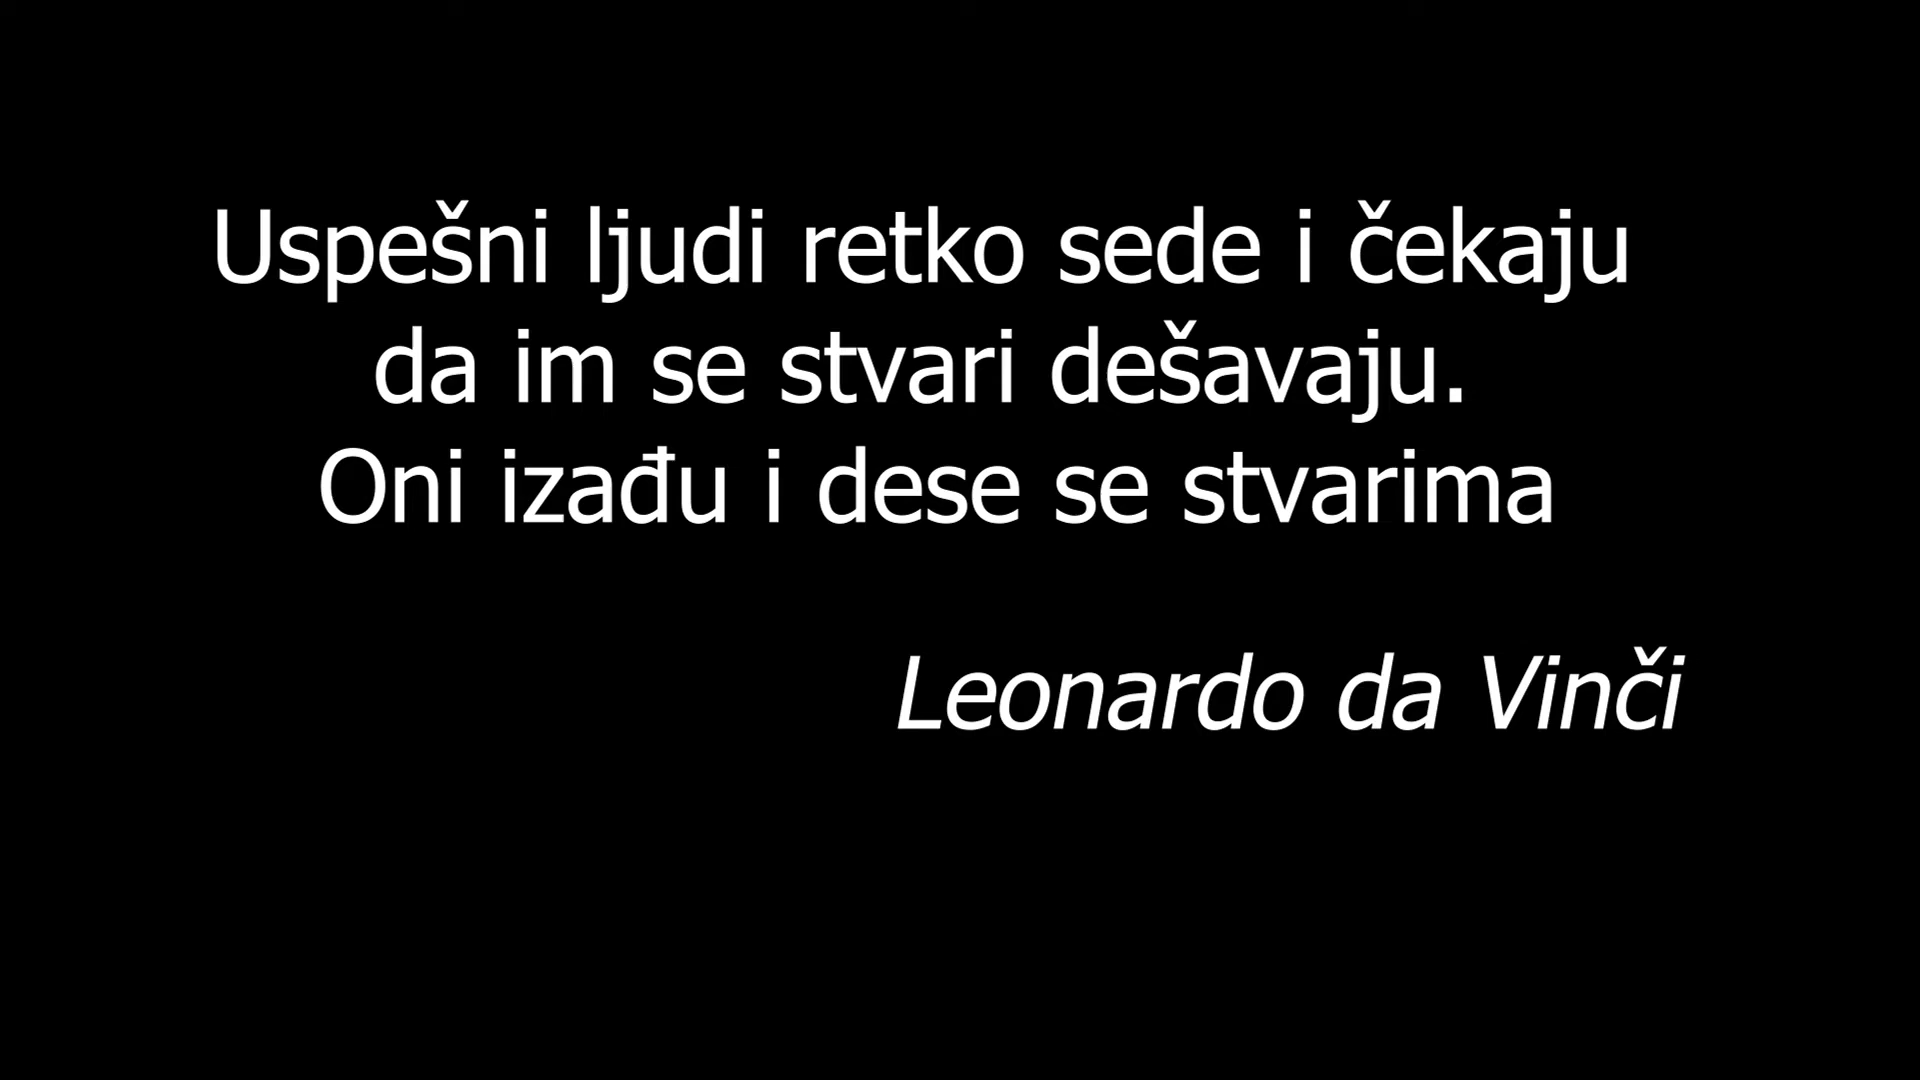 Uspešni ljudi retko sede i čekaju
da im se stvari dešavaju.
Oni izađu i dese se stvarima
Leonardo da Vinči